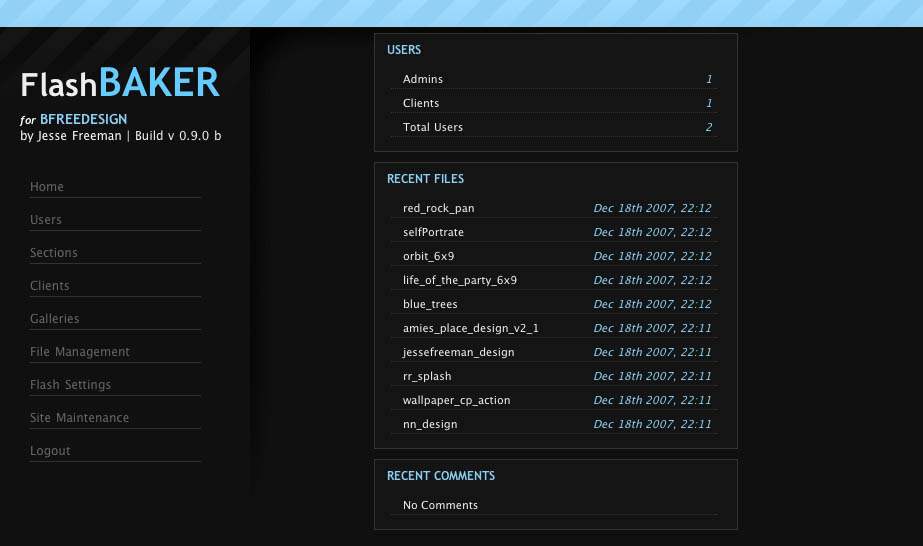 FlashBAKER
for BFREEDESIGN
by Jesse Freeman | Build v 0.9.0 b
Home
Users
Sections
Clients
Galleries
File Management
Flash Settings
Site Maintenance
Logout
USERS
Admins 1
Clients 1
Total Users 2
RECENT FILES
red_rock_pan Dec 18th 2007, 22:12
selfPortrate Dec 18th 2007, 22:12
orbit_6x9 Dec 18th 2007, 22:12
life_of_the_party_6x9 Dec 18th 2007, 22:12
blue_trees Dec 18th 2007, 22:12
amies_place_design_v2_1 Dec 18th 2007, 22:11
jessefreeman_design Dec 18th 2007, 22:11
rr_splash Dec 18th 2007, 22:11
wallpaper_cp_action Dec 18th 2007, 22:11
nn_design Dec 18th 2007, 22:11
RECENT COMMENTS
No Comments